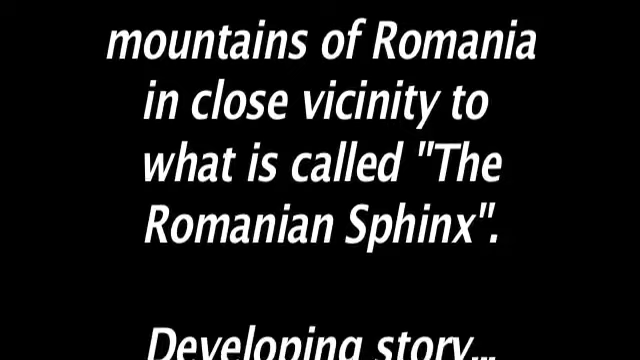 mountains of Romania
in close vicinity to
what is called "The
Romanian Sphinx".
Developing story...